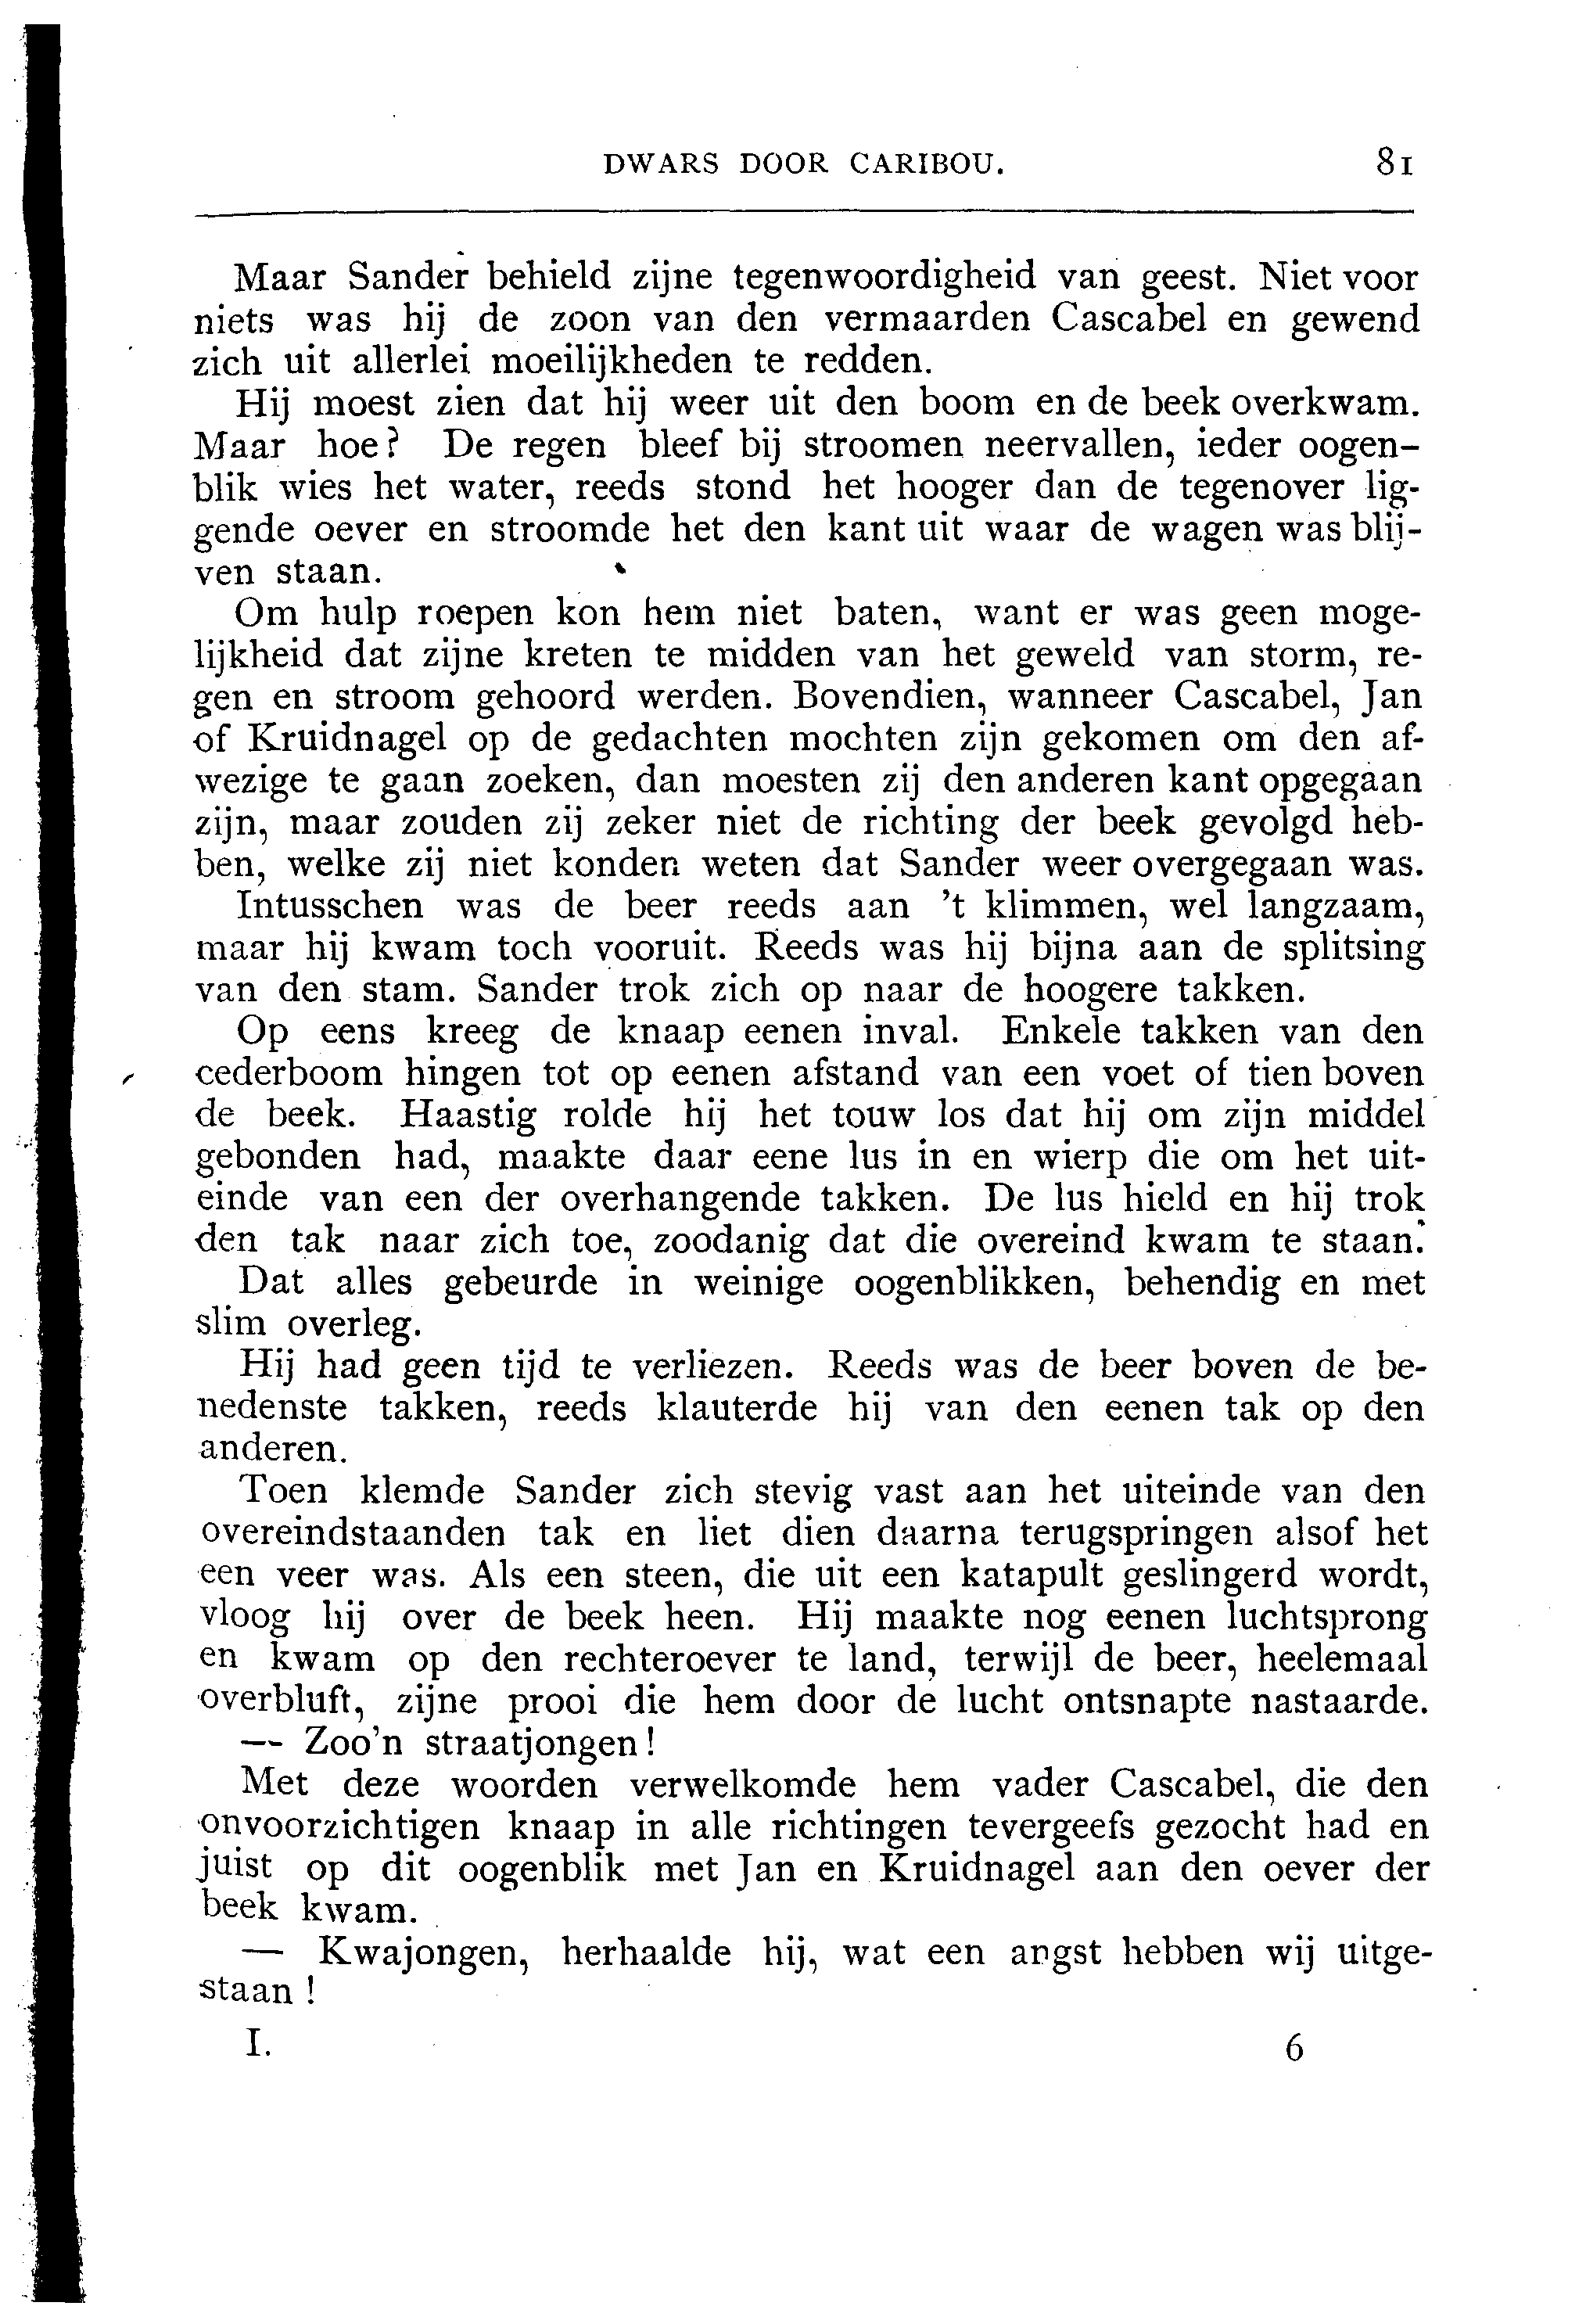 DWARS DOOR CARIBOU. 81
Maar Sander behield zijne tegenwoordigheid van geest. Niet voor
niets was hij de zoon van den vermaarden Cascabel en gewend
zich uit allerlei moeilijkheden te redden.
Hij moest zien dat hij weer uit den boom en de beek overkwam.
Maar hoe? De regen bleef bij stroomen neervallen, ieder oogen-
blik wies het water, reeds stond het hooger dan de tegenover lig-
gende oever en stroomde het den kant uit waar de wagen was blij-
ven staan.
Om hulp roepen kon hem niet baten, want er was geen moge-
lijkheid dat zijne kreten te midden van het geweld van storm, re-
gen en stroom gehoord werden. Bovendien, wanneer Cascabel, Jan
of Kruidnagel op de gedachten mochten zijn gekomen om den af-
wezige te gaan zoeken, dan moesten zij den anderen kant opgegaan
zijn, maar zouden zij zeker niet de richting der beek gevolgd heb-
ben, welke zij niet konden weten dat Sander weer overgegaan was.
Intusschen was de beer reeds aan 't klimmen, wel langzaam,
maar hij kwam toch vooruit. Reeds was hij bijna aan de splitsing
van den stam. Sander trok zich op naar de hoogere takken.
Op eens kreeg de knaap eenen inval. Enkele takken van den
cederboom hingen tot op eenen afstand van een voet of tien boven
de beek. Haastig rolde hij het touw los dat hij om zijn middel
gebonden had, maakte daar eene lus in en wierp die om het uit-
einde van een der overhangende takken. De lus hield en hij trok
den tak naar zich toe, zoodanig dat die overeind kwam te staan.
Dat alles gebeurde in weinige oogenblikken, behendig en met
slim overleg.
Hij had geen tijd te verliezen. Reeds was de beer boven de be-
nedenste takken, reeds klauterde hij van den eenen tak op den
anderen.
Toen klemde Sander zich stevig vast aan het uiteinde van den
overeindstaanden tak en liet dien daarna terugspringen alsof het
een veer was. Als een steen, die uit een katapult geslingerd wordt,
vloog hij over de beek heen. Hij maakte nog eenen luchtsprong
en kwam op den rechteroever te land, terwijl de beer, heelemaal
overbluft, zijne prooi die hem door de lucht ontsnapte nastaarde.
— Zoo'n straatjongen!
Met deze woorden verwelkomde hem vader Cascabel, die den
onvoorzichtigen knaap in alle richtingen tevergeefs gezocht had en
juist op dit oogenblik met Jan en Kruidnagel aan den oever der
beek kwam.
— Kwajongen, herhaalde hij, wat een angst hebben wij uitge-
staan!
I. 6